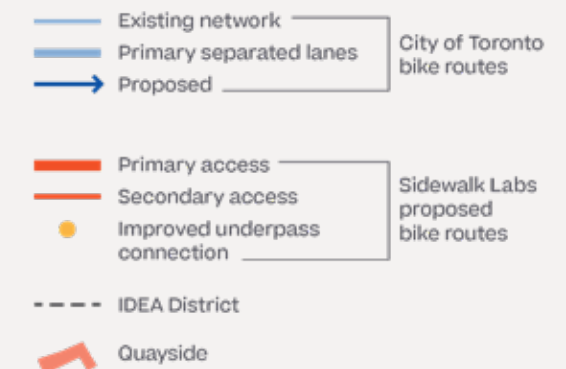 Existing network
Primary separated lanes
Proposed
City of Toronto
bike routes
Primary access
Secondary access
Improved underpass
connection
Sidewalk Labs
proposed
bike routes
IDEA District
Quayside